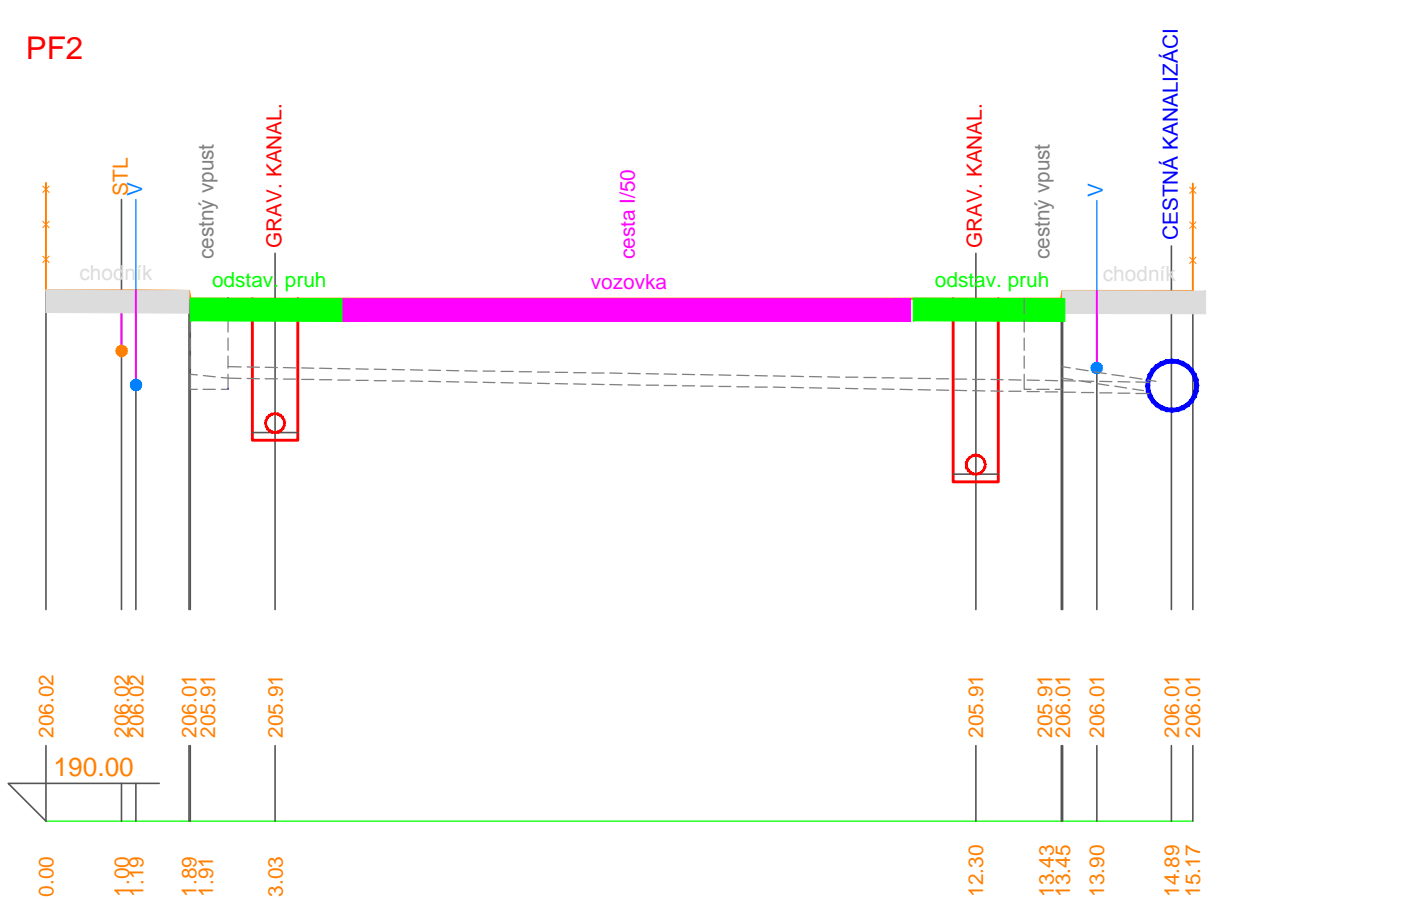 PF2
STL
V
cestný vpust
GRAV. KANAL.
cesta I/50
GRAV. KANAL.
cestný vpust
V
CESTNÁ KANALIZÁCI
chodník
odstav. pruh
vozovka
odstav. pruh
chodník
206.02
206.02
206.02
206.01
205.91
205.91
205.91
205.91
206.01
206.01
206.01
206.01
190.00
0.00
1.00
1.19
1.89
1.91
3.03
12.30
13.43
13.45
13.90
14.89
15.17